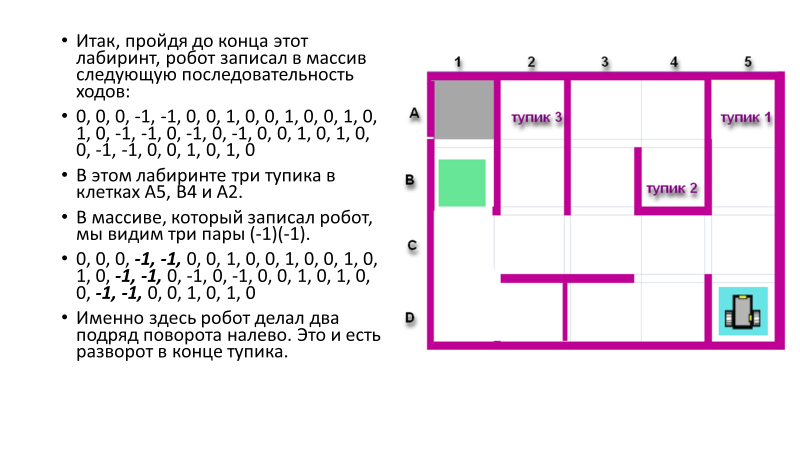 • Итак, пройдя до конца этот
лабиринт, робот записал в массив
следующую последовательность
ходов:
• 0, 0, 0, -1, -1, 0, 0, 1, 0, 0, 1, 0, 0, 1, 0,
1, 0, -1, -1, 0, -1, 0, -1, 0, 0, 1, 0, 1, 0,
0, -1, -1, 0, 0, 1, 0, 1, 0
• В этом лабиринте три тупика в
клетках А5, В4 и А2.
• В массиве, который записал робот,
мы видим три пары (-1)(-1).
• 0, 0, 0, -1, -1, 0, 0, 1, 0, 0, 1, 0, 0, 1, 0,
1, 0, -1, -1, 0, -1, 0, -1, 0, 0, 1, 0, 1, 0,
0, -1, -1, 0, 0, 1, 0, 1, 0
• Именно здесь робот делал два
подряд поворота налево. Это и есть
разворот в конце тупика.
1 2 3 4 5
A тупик 3 тупик 1
B тупик 2
C
D